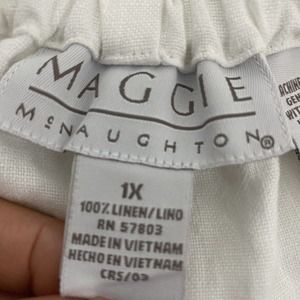 MAGGIE
McNAUGHTON®
1X
100% LINEN/LINO
RN 57803
MADE IN VIETNAM
HECHO EN VIETNAM
CRS/03